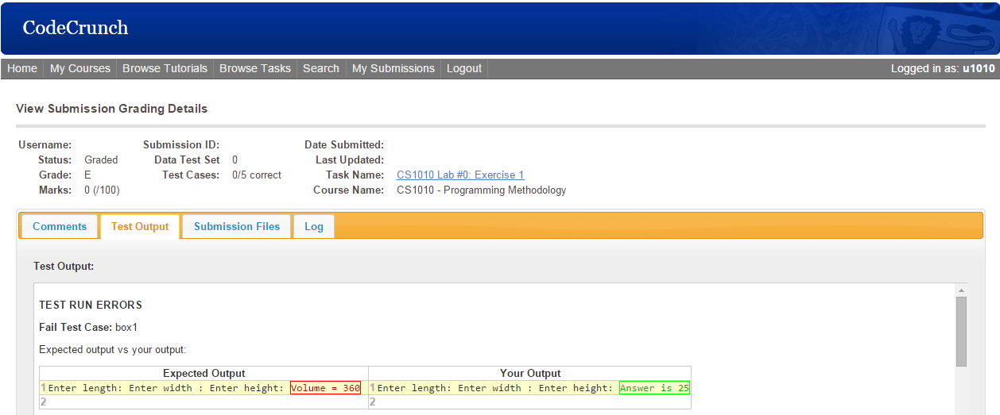 CodeCrunch
Home My Courses Browse Tutorials Browse Tasks Search My Submissions Logout Logged in as: u1010
View Submission Grading Details
Username: Submission ID: Date Submitted:
Status: Graded Data Test Set 0 Last Updated:
Grade: E Test Cases: 0/5 correct Task Name: CS1010 Lab #0: Exercise 1
Marks: 0 (/100) Course Name: CS1010 - Programming Methodology
Comments Test Output Submission Files Log
Test Output:
TEST RUN ERRORS
Fail Test Case: box1
Expected output vs your output:
Expected Output Your Output
1 Enter length: Enter width : Enter height: Volume = 360 1 Enter length: Enter width : Enter height: Answer is 25
2 2